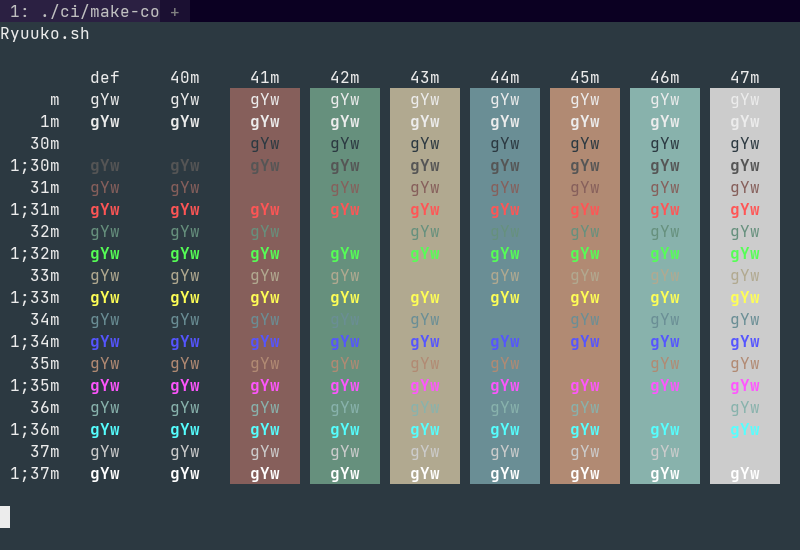 1: ./ci/make-co +
Ryuuko.sh
def 40m 41m 42m 43m 44m 45m 46m 47m
m gYw gYw gYw gYw gYw gYw gYw gYw gYw
1m gYw gYw gYw gYw gYw gYw gYw gYw gYw
30m gYw gYw gYw gYw gYw gYw gYw
1;30m gYw gYw gYw gYw gYw gYw gYw gYw gYw
31m gYw gYw gYw gYw gYw gYw gYw gYw
1;31m gYw gYw gYw gYw gYw gYw gYw gYw gYw
32m gYw gYw gYw gYw gYw gYw gYw
1;32m gYw gYw gYw gYw gYw gYw gYw gYw gYw
33m gYw gYw gYw gYw gYw gYw gYw gYw
1;33m gYw gYw gYw gYw gYw gYw gYw gYw
34m gYw gYw gYw gYw gYw gYw gYw
1;34m gYw gYw gYw gYw gYw gYw gYw gYw gYw
35m gYw gYw gYw gYw gYw gYw gYw gYw
1;35m gYw gYw gYw gYw gYw gYw gYw gYw gYw
36m gYw gYw gYw gYw gYw gYw gYw gYw
1;36m gYw gYw gYw gYw gYw gYw gYw gYw gYw
37m gYw gYw gYw gYw gYw gYw gYw gYw
1;37m gYw gYw gYw gYw gYw gYw gYw gYw gYw